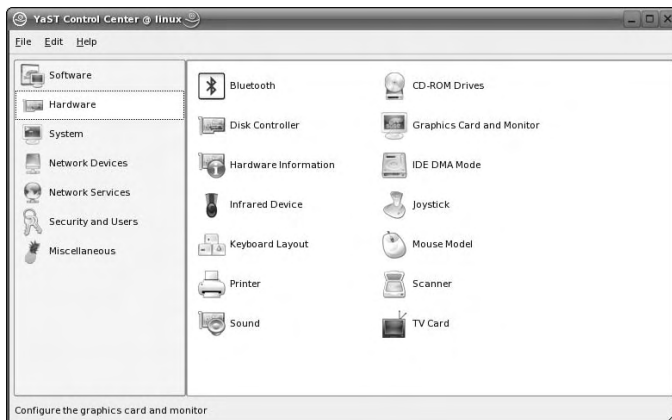 YaST Control Center @ linux
File Edit Help
Software
Hardware
System
Network Devices
Network Services
Security and Users
Miscellaneous
Bluetooth
CD-ROM Drives
Disk Controller
Graphics Card and Monitor
Hardware Information
IDE DMA Mode
Infrared Device
Joystick
Keyboard Layout
Mouse Model
Printer
Scanner
Sound
TV Card
Configure the graphics card and monitor